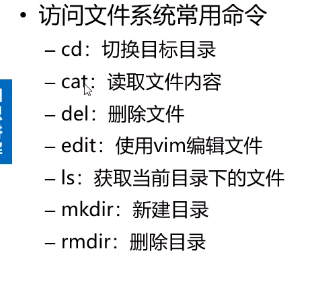 • 访问文件系统常用命令
– cd：切换目标目录
– cat：读取文件内容
– del：删除文件
– edit：使用vim编辑文件
– ls：获取当前目录下的文件
– mkdir：新建目录
– rmdir：删除目录